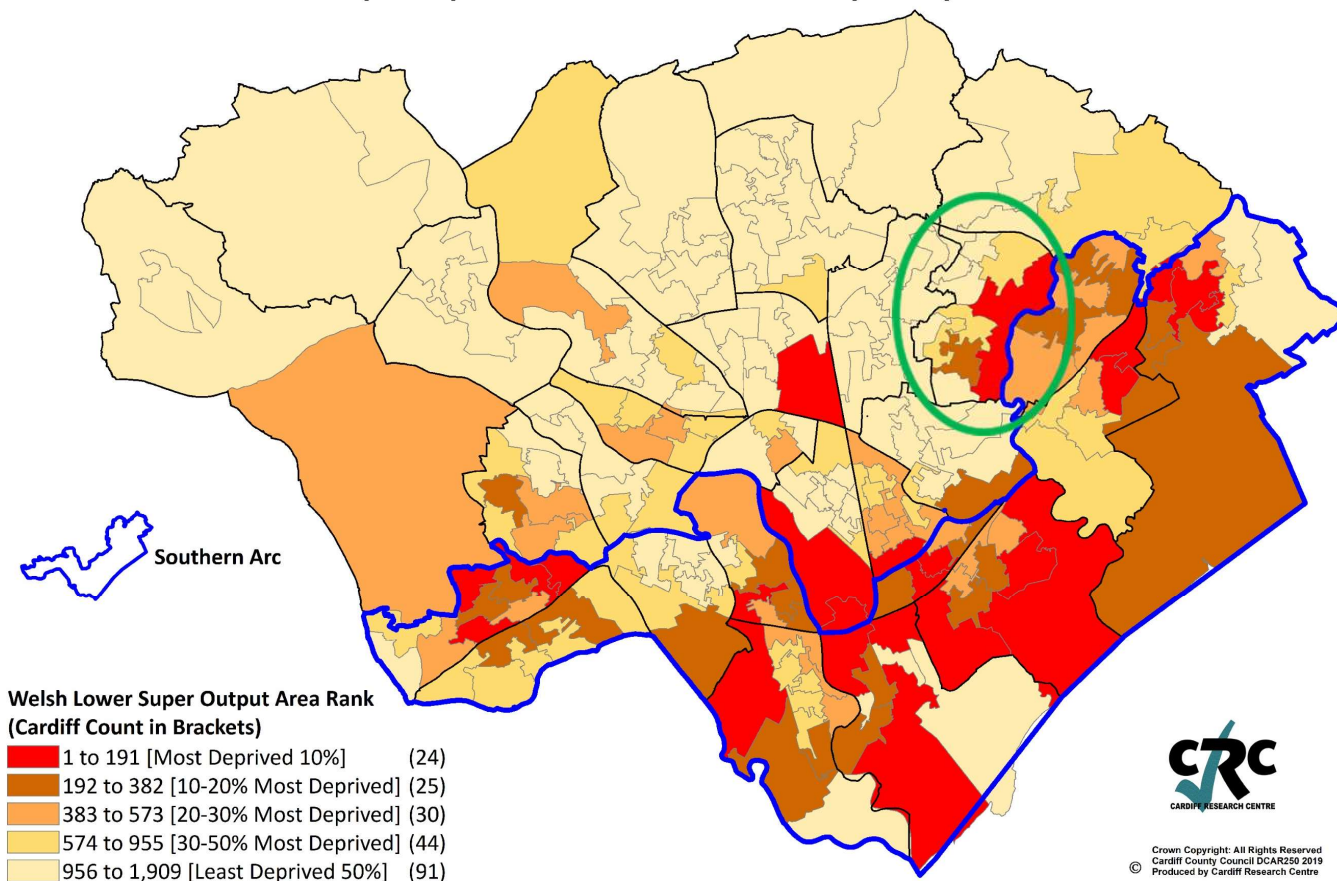 Southern Arc
Welsh Lower Super Output Area Rank
(Cardiff Count in Brackets)
1 to 191 [Most Deprived 10%] (24)
192 to 382 [10-20% Most Deprived] (25)
383 to 573 [20-30% Most Deprived] (30)
574 to 955 [30-50% Most Deprived] (44)
956 to 1,909 [Least Deprived 50%] (91)
CRC
CARDIFF RESEARCH CENTRE
Crown Copyright: All Rights Reserved
© Cardiff County Council DCAR250 2019
Produced by Cardiff Research Centre